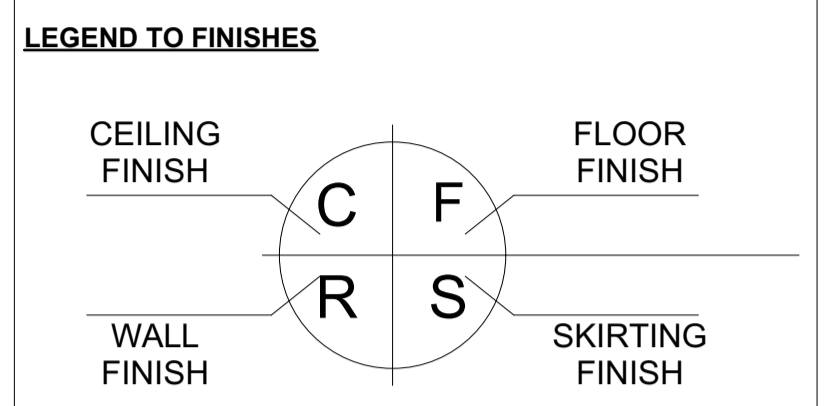 LEGEND TO FINISHES
CEILING
FINISH
FLOOR
FINISH
C
F
R
S
WALL
FINISH
SKIRTING
FINISH